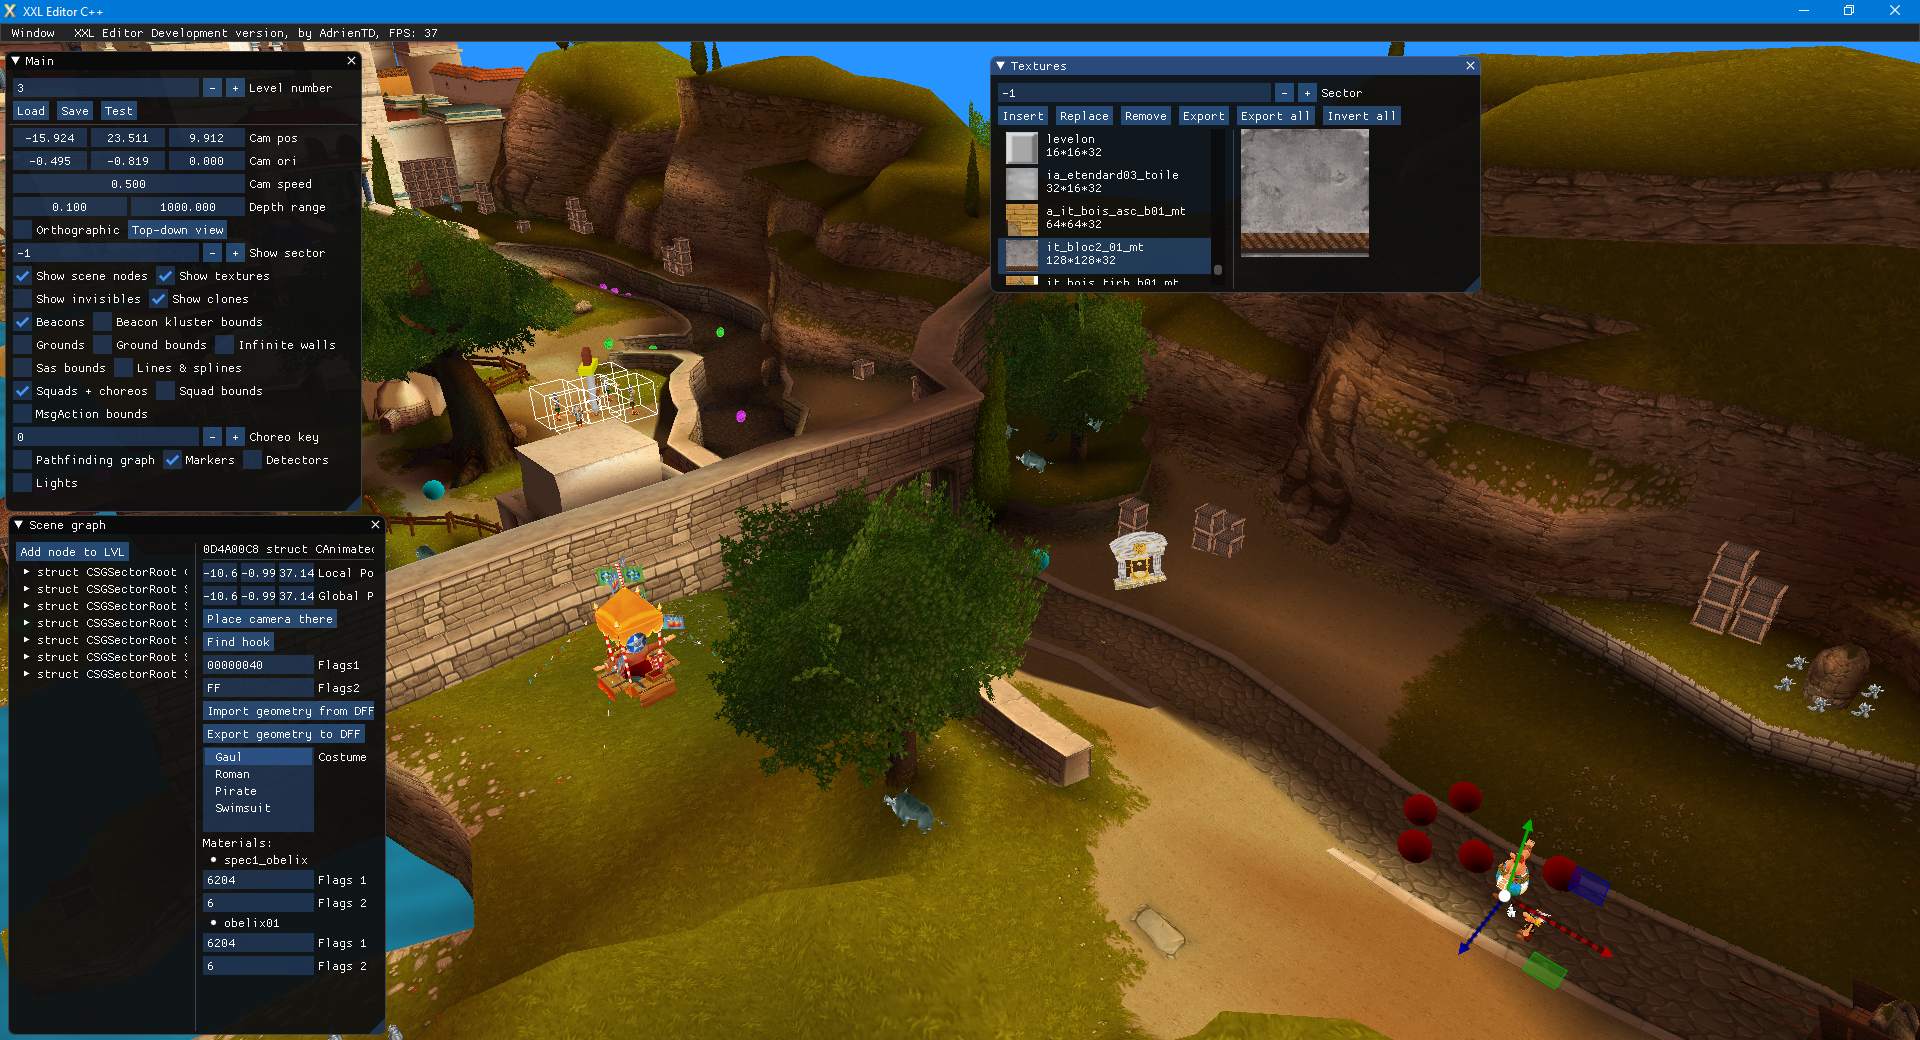 XXL Editor C++
Window XXL Editor Development version, by AdrienTD, FPS: 37
Main
3 - + Level number
Load Save Test
-15.924 23.511 9.912 Cam pos
-0.495 -0.819 0.000 Cam ori
0.500 Cam speed
0.100 1000.000 Depth range
Orthographic Top-down view
-1 - + Show sector
Show scene nodes Show textures
Show invisibles Show clones
Beacons Beacon kluster bounds
Grounds Ground bounds Infinite walls
Sas bounds Lines & splines
Squads + choreos Squad bounds
MsgAction bounds
0 - + Choreo key
Pathfinding graph Markers Detectors
Lights
Textures
-1 - + Sector
Insert Replace Remove Export Export all Invert all
levelon
16*16*32
ia_etendard03_toile
32*16*32
a_it_bois_asc_b01_mt
64*64*32
it_bloc2_01_mt
128*128*32
it_bois_tirh_b01_mt
Scene graph
Add node to LVL
struct CSGSectorRoot
struct CSGSectorRoot
struct CSGSectorRoot
struct CSGSectorRoot
struct CSGSectorRoot
struct CSGSectorRoot
struct CSGSectorRoot
0D4A00C8 struct CAnimated
-10.6 -0.99 37.14 Local Po
-10.6 -0.99 37.14 Global P
Place camera there
Find hook
00000040 Flags1
FF Flags2
Import geometry from DFF
Export geometry to DFF
Gaul Costume
Roman
Pirate
Swimsuit
Materials:
spec1_obelix
6204 Flags 1
6 Flags 2
obelix01
6204 Flags 1
6 Flags 2